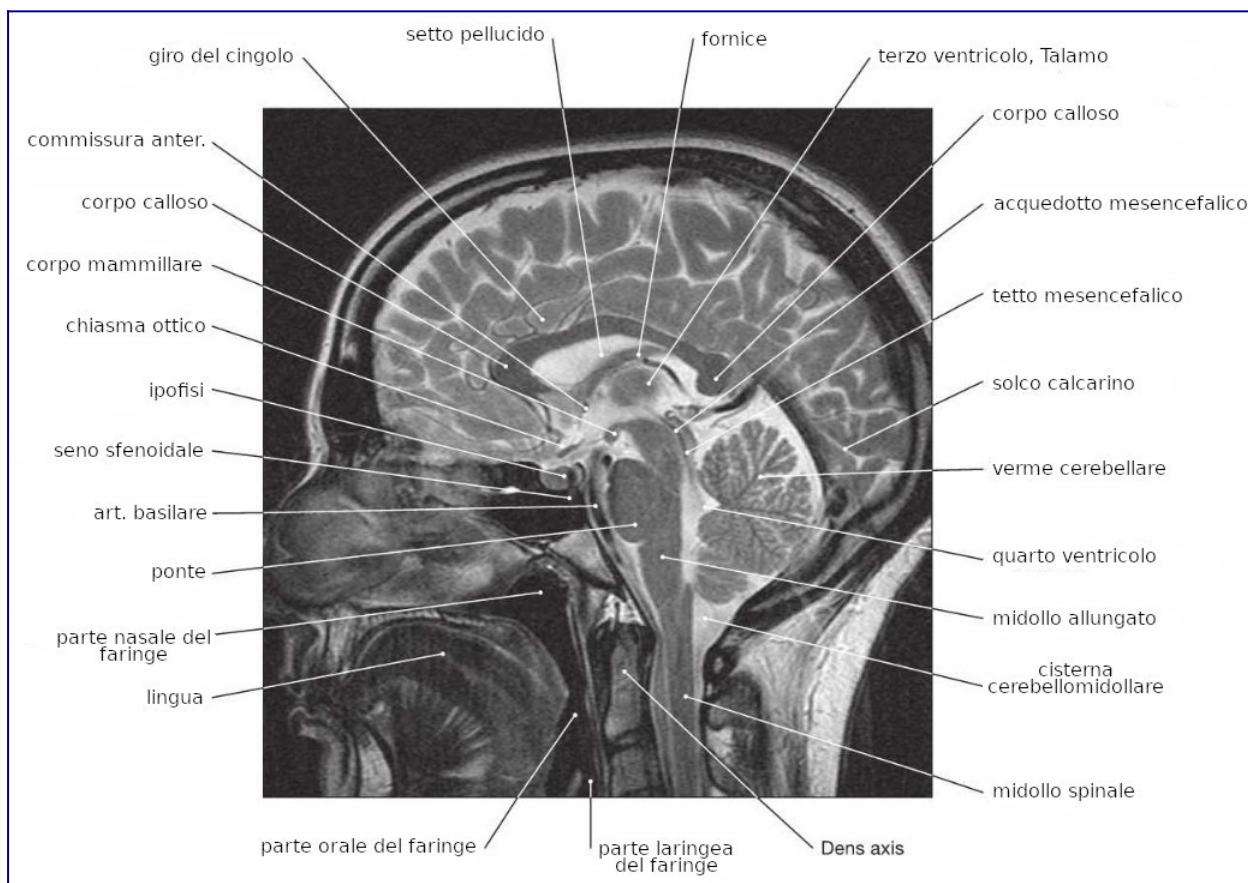 setto pellucido
fornice
giro del cingolo
terzo ventricolo, Talamo
commissura anter.
corpo calloso
corpo calloso
acquedotto mesencefalico
corpo mammillare
tetto mesencefalico
chiasma ottico
ipofisi
solco calcarino
seno sfenoidale
verme cerebellare
art. basilare
ponte
quarto ventricolo
midollo allungato
parte nasale del
faringe
cisterna
cerebellomidollare
lingua
midollo spinale
parte orale del faringe
parte laringea
del faringe
Dens axis